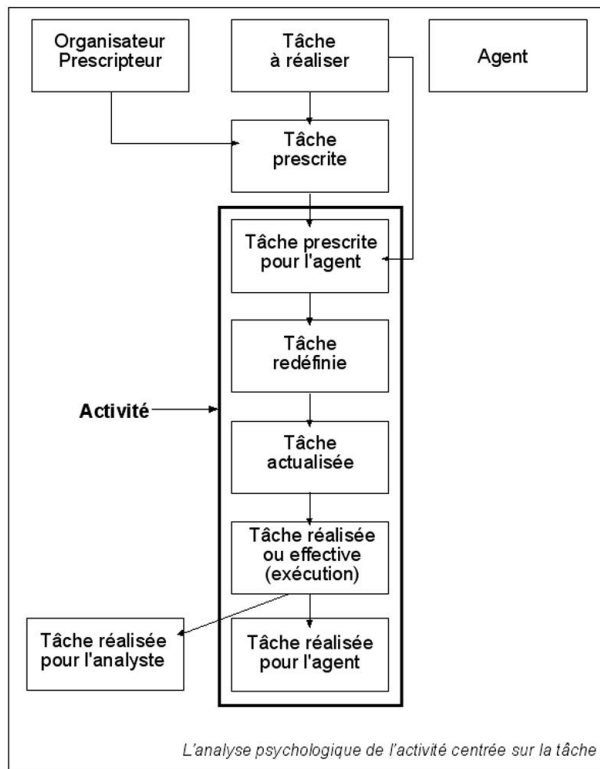 Organisateur
Prescripteur
Tâche
à réaliser
Agent
Tâche
prescrite
Tâche prescrite
pour l'agent
Tâche
redéfinie
Activité
Tâche
actualisée
Tâche réalisée
ou effective
(exécution)
Tâche réalisée
pour l'analyste
Tâche réalisée
pour l'agent
L'analyse psychologique de l'activité centrée sur la tâche